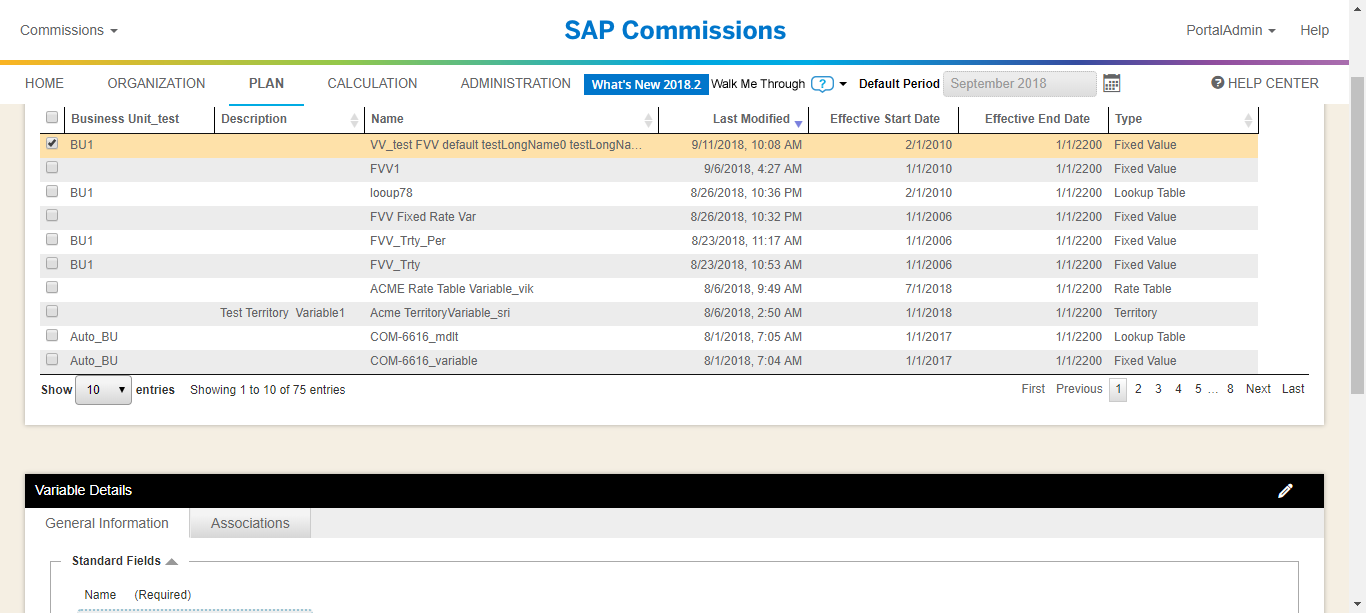 Commissions SAP Commissions PortalAdmin Help
HOME ORGANIZATION PLAN CALCULATION ADMINISTRATION What's New 2018.2 Walk Me Through ? Default Period September 2018 ? HELP CENTER
Business Unit_test Description Name Last Modified Effective Start Date Effective End Date Type
BU1 VV_test FVV default testLongName0 testLongNa... 9/11/2018, 10:08 AM 2/1/2010 1/1/2200 Fixed Value
FVV1 9/6/2018, 4:27 AM 1/1/2010 1/1/2200 Fixed Value
BU1 looup78 8/26/2018, 10:36 PM 2/1/2010 1/1/2200 Lookup Table
FVV Fixed Rate Var 8/26/2018, 10:32 PM 1/1/2006 1/1/2200 Fixed Value
BU1 FVV_Trty_Per 8/23/2018, 11:17 AM 1/1/2006 1/1/2200 Fixed Value
BU1 FVV_Trty 8/23/2018, 10:53 AM 1/1/2006 1/1/2200 Fixed Value
ACME Rate Table Variable_vik 8/6/2018, 9:49 AM 7/1/2018 1/1/2200 Rate Table
Test Territory Variable1 Acme TerritoryVariable_sri 8/6/2018, 2:50 AM 1/1/2018 1/1/2200 Territory
Auto_BU COM-6616_mdlt 8/1/2018, 7:05 AM 1/1/2017 1/1/2200 Lookup Table
Auto_BU COM-6616_variable 8/1/2018, 7:04 AM 1/1/2017 1/1/2200 Fixed Value
Show 10 entries Showing 1 to 10 of 75 entries First Previous 1 2 3 4 5 ... 8 Next Last
Variable Details
General Information Associations
Standard Fields
Name (Required)